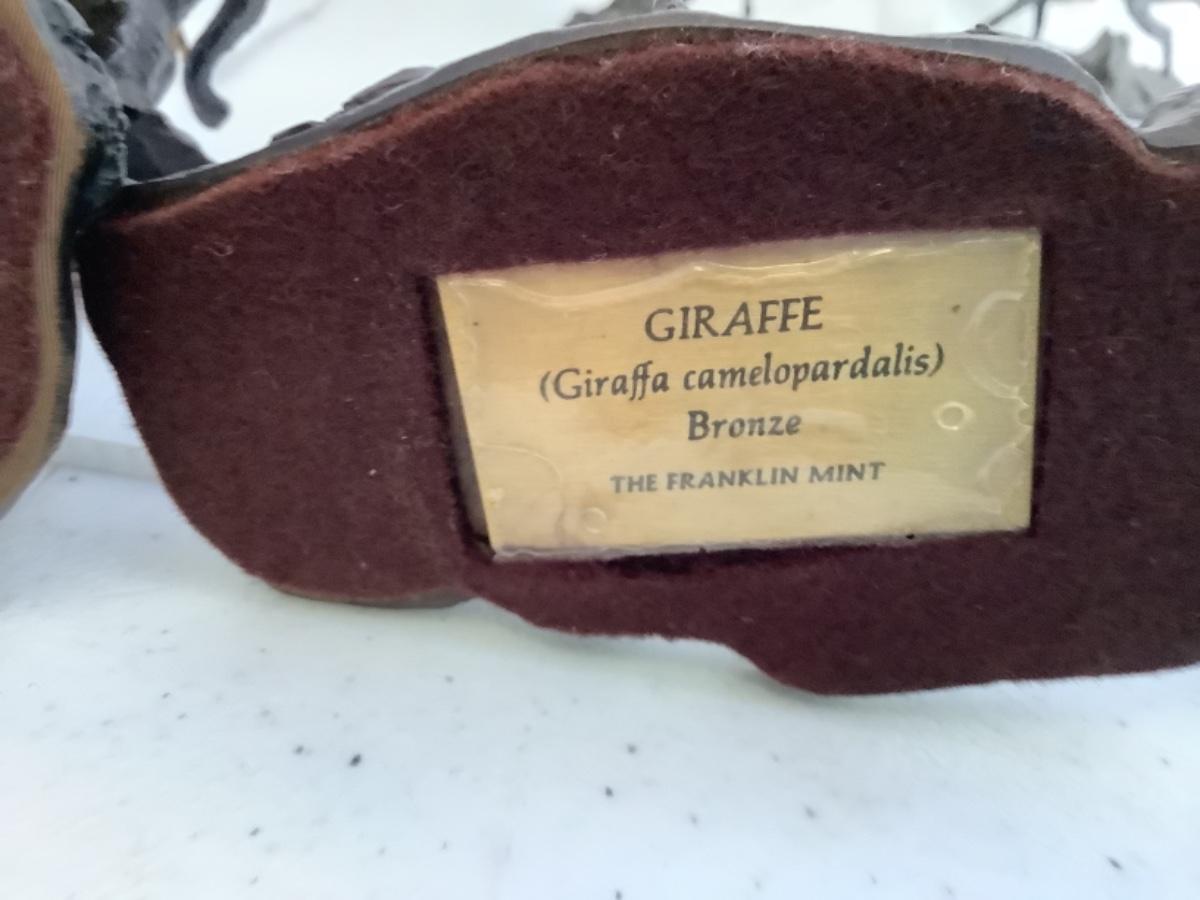 GIRAFFE
(Giraffa camelopardalis)
Bronze
THE FRANKLIN MINT